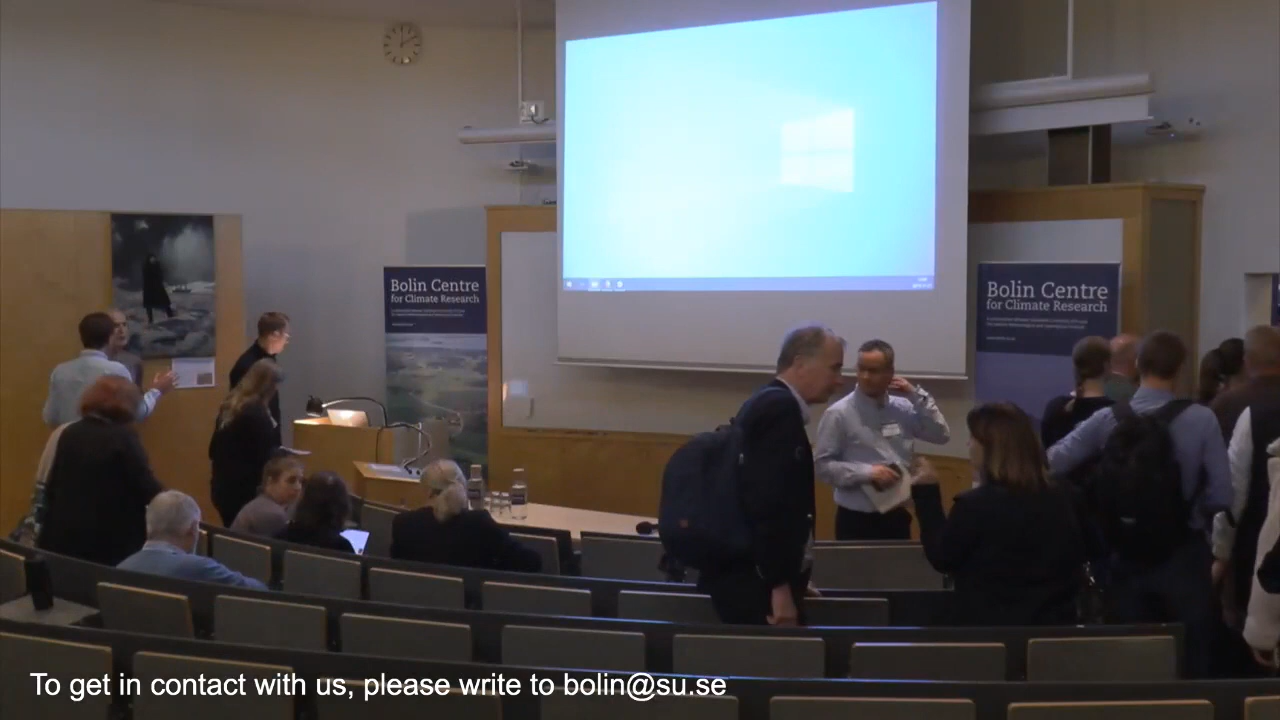 Bolin Centre
for Climate Research
Bolin Centre
for Climate Research
To get in contact with us, please write to bolin@su.se